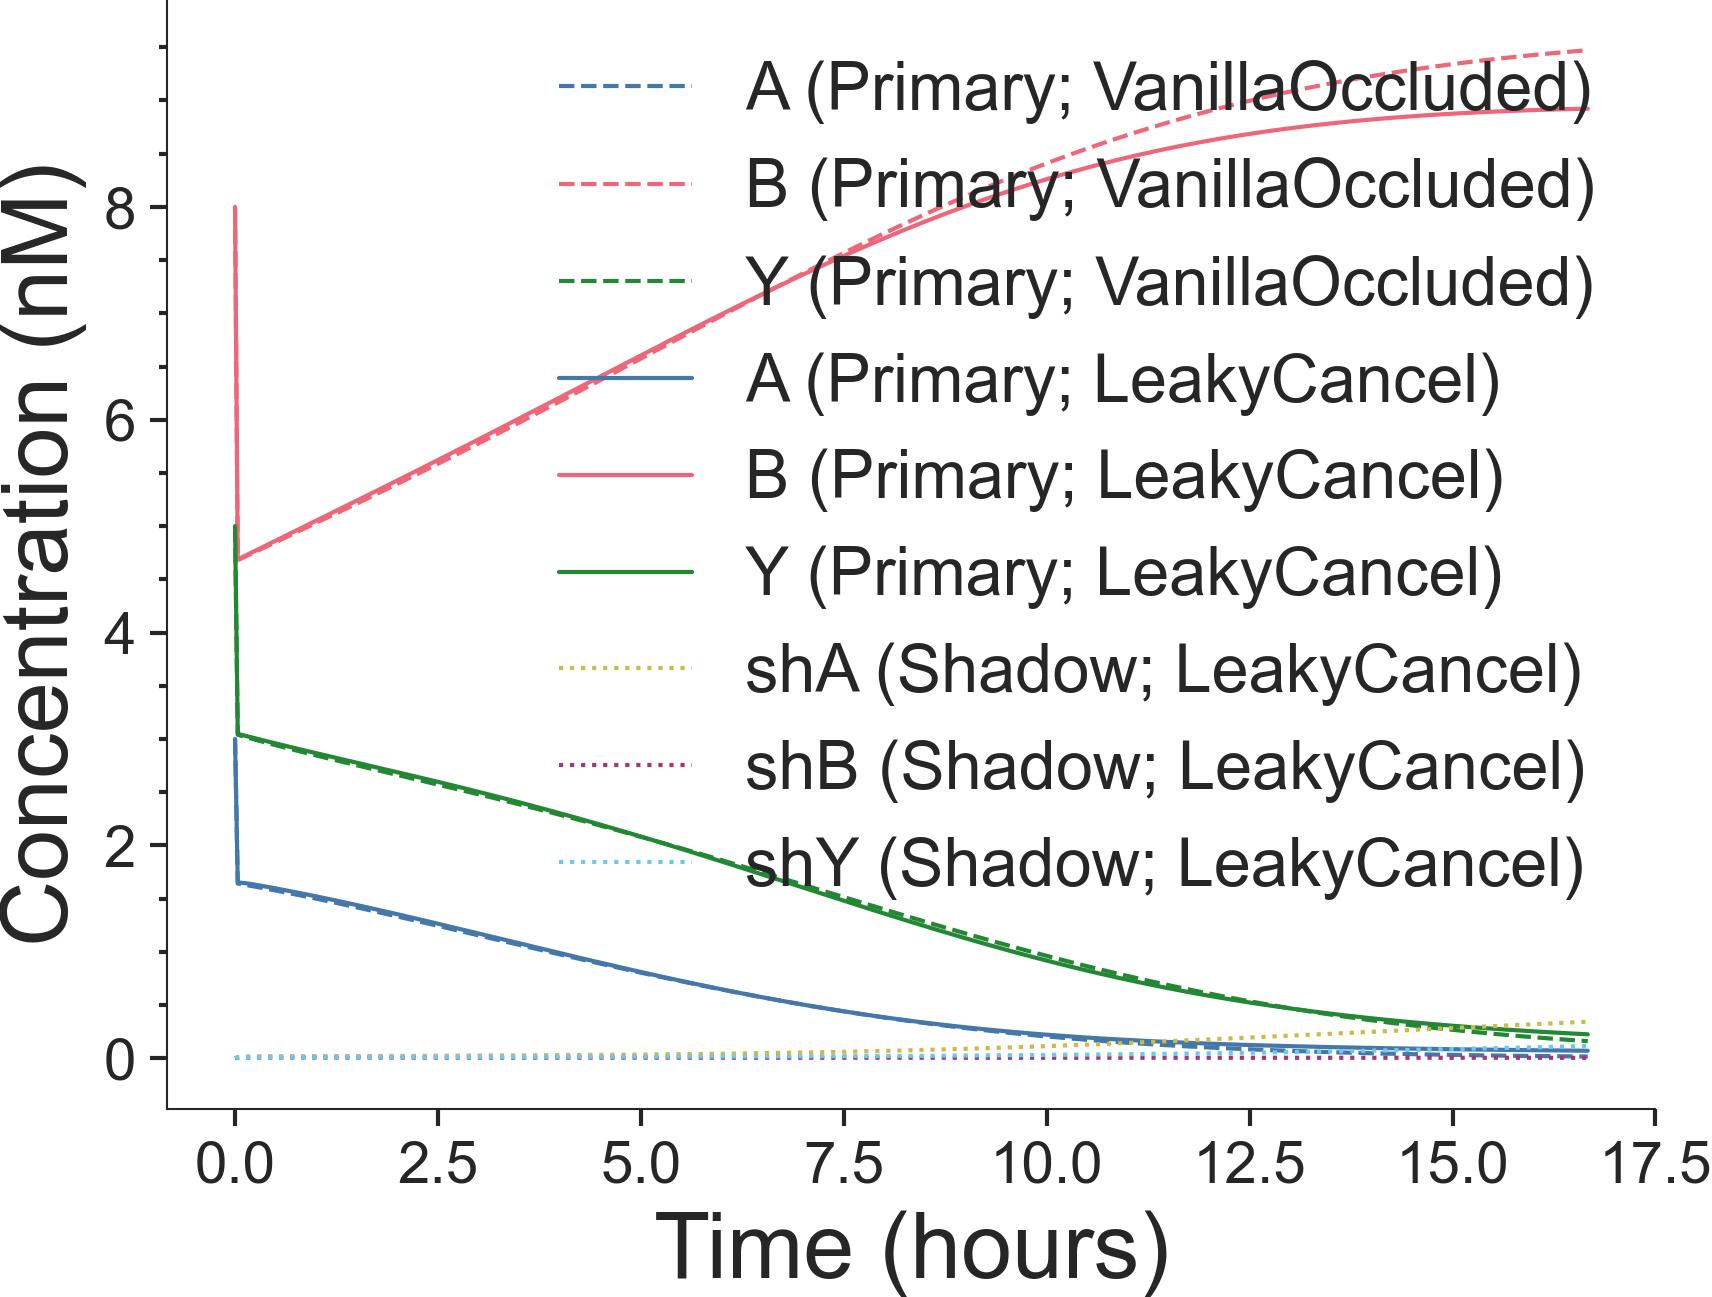 A (Primary; VanillaOccluded)
B (Primary; VanillaOccluded)
Y (Primary; VanillaOccluded)
A (Primary; LeakyCancel)
B (Primary; LeakyCancel)
Y (Primary; LeakyCancel)
shA (Shadow; LeakyCancel)
shB (Shadow; LeakyCancel)
shY (Shadow; LeakyCancel)
Concentration (nM)
8
6
4
2
0
0.0 2.5 5.0 7.5 10.0 12.5 15.0 17.5
Time (hours)